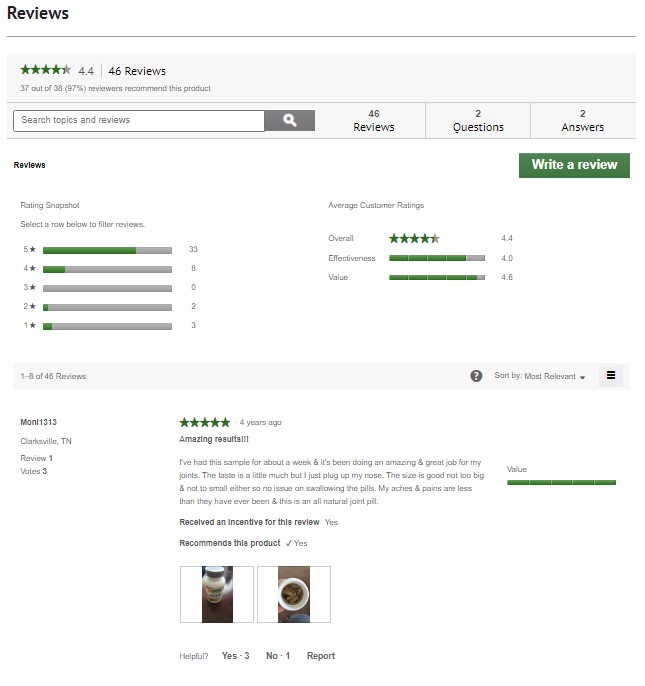 Reviews
4.4 46 Reviews
37 out of 38 (97%) reviewers recommend this product
Search topics and reviews
46
Reviews
2
Questions
2
Answers
Reviews
Write a review
Rating Snapshot
Select a row below to filter reviews.
5★ 33
4★ 8
3★ 0
2★ 2
1★ 3
Average Customer Ratings
Overall 4.4
Effectiveness 4.0
Value 4.6
1–8 of 46 Reviews
? Sort by: Most Relevant
Moni1313
Clarksville, TN
Review 1
Votes 3
· 4 years ago
Amazing results!!!
I've had this sample for about a week & it's been doing an amazing & great job for my
joints. The taste is a little much but I just plug up my nose. The size is good not too big
& not to small either so no issue on swallowing the pills. My aches & pains are less
than they have ever been & this is an all natural joint pill.
Received an incentive for this review Yes
Recommends this product ✓ Yes
Value
Helpful? Yes · 3 No · 1 Report